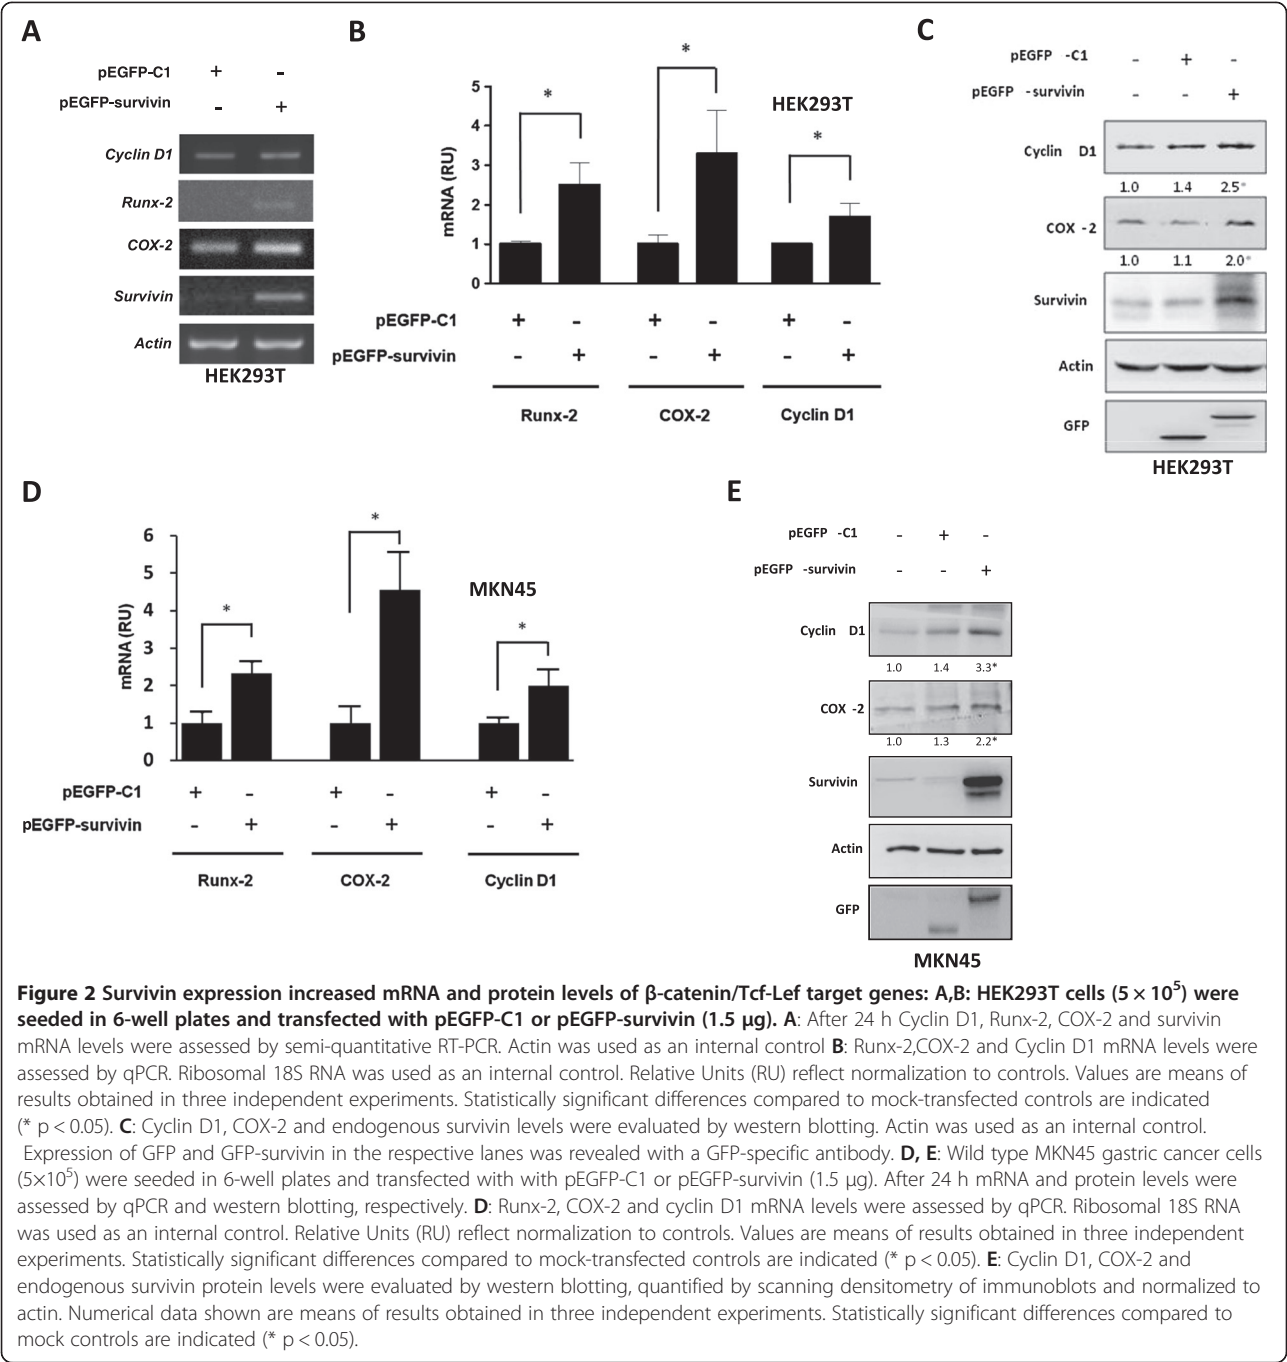 A
pEGFP-C1 + -
pEGFP-survivin - +
Cyclin D1
Runx-2
COX-2
Survivin
Actin
HEK293T
B
HEK293T
mRNA (RU)
5
4
3
2
1
0
* * *
pEGFP-C1 + - + - + -
pEGFP-survivin - + - + - +
Runx-2 COX-2 Cyclin D1
C
pEGFP -C1 - + -
pEGFP -survivin - - +
Cyclin D1
1.0 1.4 2.5*
COX -2
1.0 1.1 2.0*
Survivin
Actin
GFP
HEK293T
D
MKN45
mRNA (RU)
6
5
4
3
2
1
0
* * *
pEGFP-C1 + - + - + -
pEGFP-survivin - + - + - +
Runx-2 COX-2 Cyclin D1
E
pEGFP -C1 - + -
pEGFP -survivin - - +
Cyclin D1
1.0 1.4 3.3*
COX -2
1.0 1.3 2.2*
Survivin
Actin
GFP
MKN45
Figure 2 Survivin expression increased mRNA and protein levels of β-catenin/Tcf-Lef target genes: A,B: HEK293T cells (5 × 10⁵) were
seeded in 6-well plates and transfected with pEGFP-C1 or pEGFP-survivin (1.5 μg). A: After 24 h Cyclin D1, Runx-2, COX-2 and survivin
mRNA levels were assessed by semi-quantitative RT-PCR. Actin was used as an internal control B: Runx-2,COX-2 and Cyclin D1 mRNA levels were
assessed by qPCR. Ribosomal 18S RNA was used as an internal control. Relative Units (RU) reflect normalization to controls. Values are means of
results obtained in three independent experiments. Statistically significant differences compared to mock-transfected controls are indicated
(* p < 0.05). C: Cyclin D1, COX-2 and endogenous survivin levels were evaluated by western blotting. Actin was used as an internal control.
Expression of GFP and GFP-survivin in the respective lanes was revealed with a GFP-specific antibody. D, E: Wild type MKN45 gastric cancer cells
(5×10⁵) were seeded in 6-well plates and transfected with with pEGFP-C1 or pEGFP-survivin (1.5 μg). After 24 h mRNA and protein levels were
assessed by qPCR and western blotting, respectively. D: Runx-2, COX-2 and cyclin D1 mRNA levels were assessed by qPCR. Ribosomal 18S RNA
was used as an internal control. Relative Units (RU) reflect normalization to controls. Values are means of results obtained in three independent
experiments. Statistically significant differences compared to mock-transfected controls are indicated (* p < 0.05). E: Cyclin D1, COX-2 and
endogenous survivin protein levels were evaluated by western blotting, quantified by scanning densitometry of immunoblots and normalized to
actin. Numerical data shown are means of results obtained in three independent experiments. Statistically significant differences compared to
mock controls are indicated (* p < 0.05).